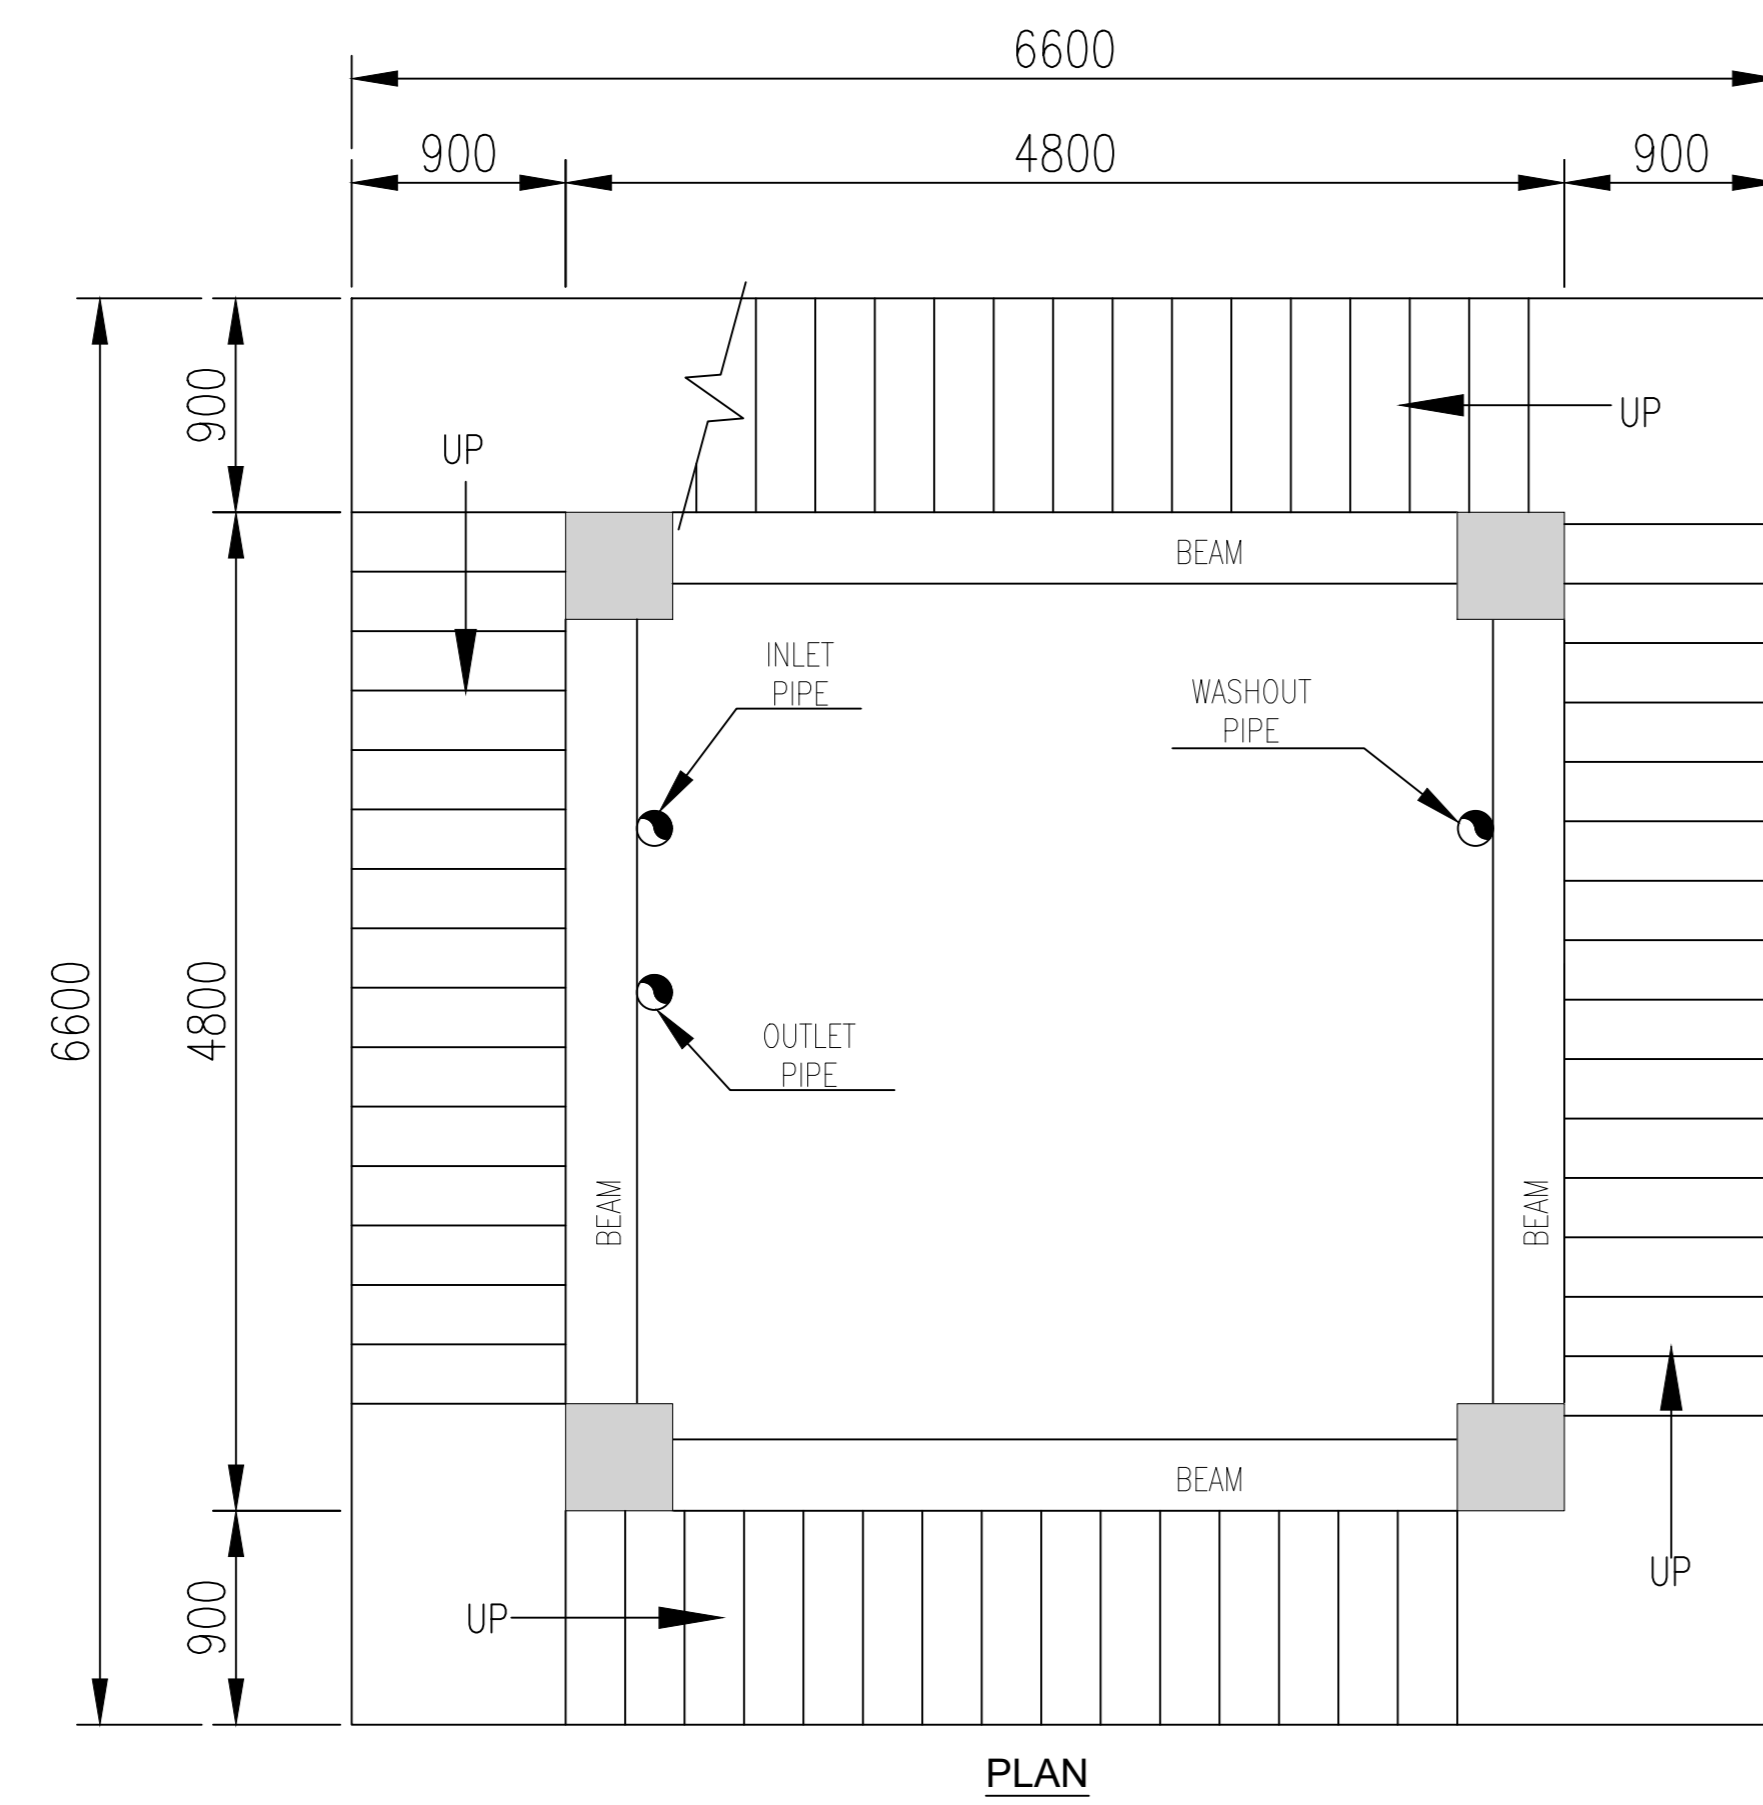 6600
900
4800
900
900
UP
UP
BEAM
INLET
PIPE
WASHOUT
PIPE
6600
4800
OUTLET
PIPE
BEAM
BEAM
BEAM
900
UP
UP
PLAN